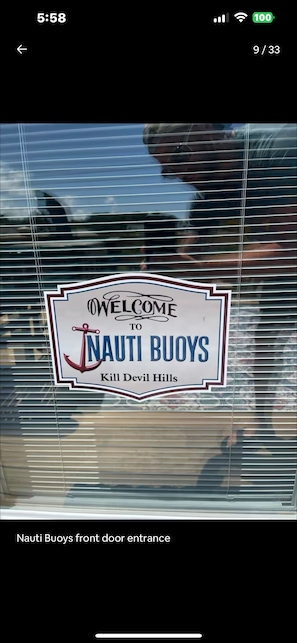 5:58
100
9 / 33
WELCOME
TO
NAUTI BUOYS
Kill Devil Hills
Nauti Buoys front door entrance